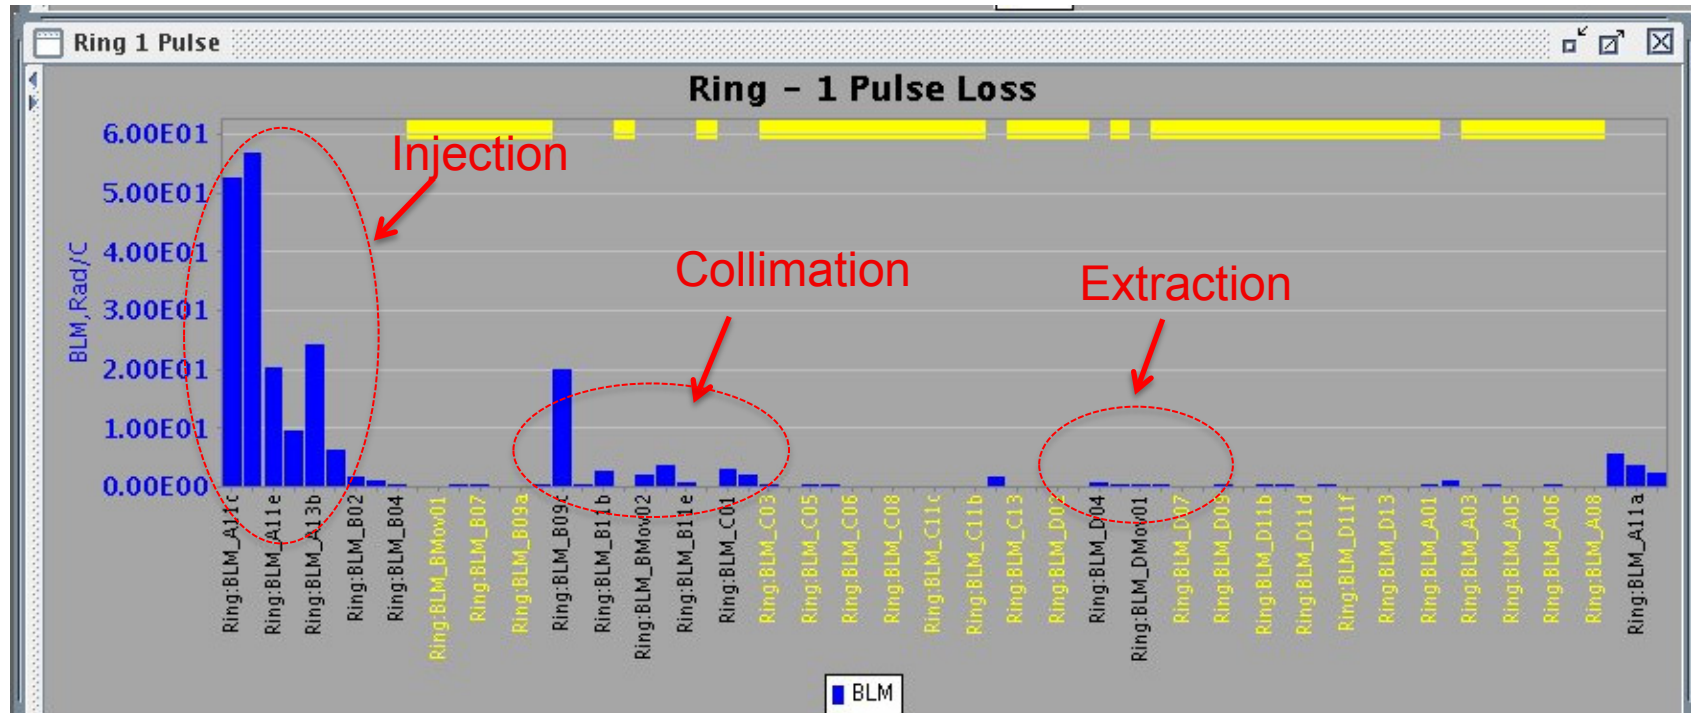 Ring 1 Pulse
Ring - 1 Pulse Loss
6.00E01
5.00E01
4.00E01
3.00E01
2.00E01
1.00E01
0.00E00
BLM,Rad/C
Injection
Collimation
Extraction
Ring:BLM_A11c
Ring:BLM_A11e
Ring:BLM_A13b
Ring:BLM_B02
Ring:BLM_B04
Ring:BLM_BMov01
Ring:BLM_B07
Ring:BLM_B09a
Ring:BLM_B09c
Ring:BLM_B11b
Ring:BLM_BMov02
Ring:BLM_B11e
Ring:BLM_C01
Ring:BLM_C03
Ring:BLM_C05
Ring:BLM_C06
Ring:BLM_C08
Ring:BLM_C11c
Ring:BLM_C11b
Ring:BLM_C13
Ring:BLM_D04
Ring:BLM_DMov01
Ring:BLM_D07
Ring:BLM_D09
Ring:BLM_D11b
Ring:BLM_D11d
Ring:BLM_D11f
Ring:BLM_D13
Ring:BLM_A01
Ring:BLM_A03
Ring:BLM_A05
Ring:BLM_A06
Ring:BLM_A08
Ring:BLM_A11a
BLM